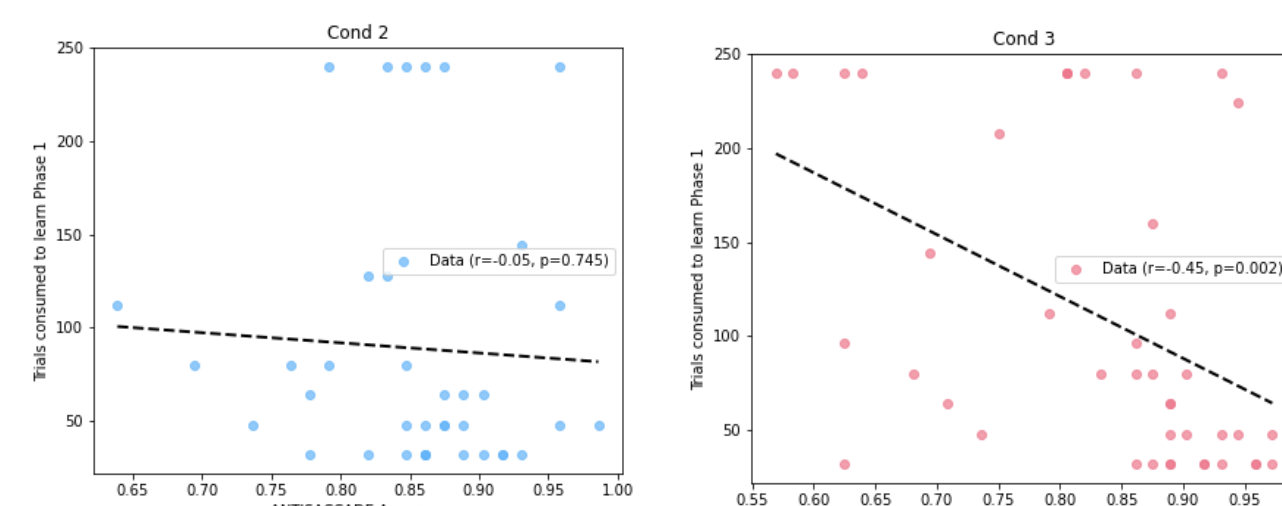 Cond 2
250
200
150
100
50
Trials consumed to learn Phase 1
Data (r=-0.05, p=0.745)
0.65 0.70 0.75 0.80 0.85 0.90 0.95 1.00
Cond 3
250
200
150
100
50
Trials consumed to learn Phase 1
Data (r=-0.45, p=0.002)
0.55 0.60 0.65 0.70 0.75 0.80 0.85 0.90 0.95